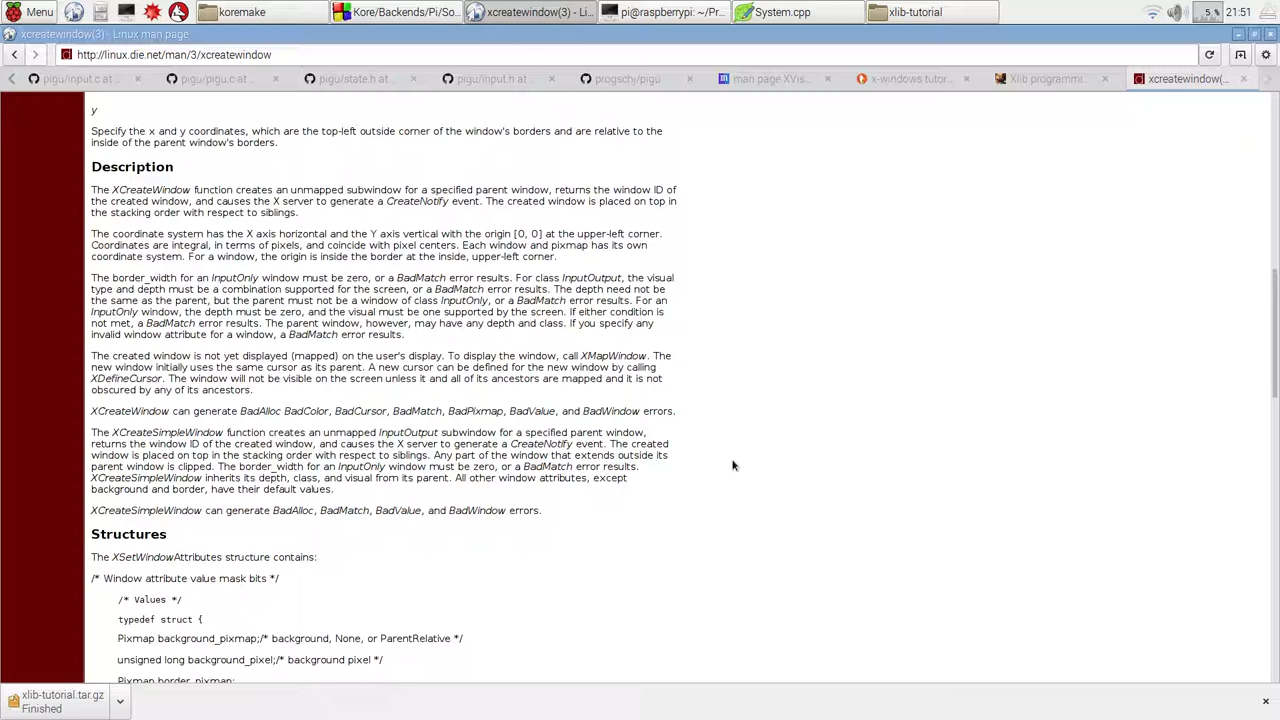 Menu
koremake
Kore/Backends/Pi/So...
xcreatewindow(3) - Li...
pi@raspberrypi: ~/Pr...
System.cpp
xlib-tutorial
5 %
21:51
xcreatewindow(3) - Linux man page
http://linux.die.net/man/3/xcreatewindow
pigu/input.c at ...
pigu/pigu.c at ...
pigu/state.h at ...
pigu/input.h at ...
progschj/pigu
man page XVis...
x-windows tutor...
Xlib programmi...
xcreatewindow(...
y
Specify the x and y coordinates, which are the top-left outside corner of the window's borders and are relative to the
inside of the parent window's borders.
Description
The XCreateWindow function creates an unmapped subwindow for a specified parent window, returns the window ID of
the created window, and causes the X server to generate a CreateNotify event. The created window is placed on top in
the stacking order with respect to siblings.
The coordinate system has the X axis horizontal and the Y axis vertical with the origin [0, 0] at the upper-left corner.
Coordinates are integral, in terms of pixels, and coincide with pixel centers. Each window and pixmap has its own
coordinate system. For a window, the origin is inside the border at the inside, upper-left corner.
The border_width for an InputOnly window must be zero, or a BadMatch error results. For class InputOutput, the visual
type and depth must be a combination supported for the screen, or a BadMatch error results. The depth need not be
the same as the parent, but the parent must not be a window of class InputOnly, or a BadMatch error results. For an
InputOnly window, the depth must be zero, and the visual must be one supported by the screen. If either condition is
not met, a BadMatch error results. The parent window, however, may have any depth and class. If you specify any
invalid window attribute for a window, a BadMatch error results.
The created window is not yet displayed (mapped) on the user's display. To display the window, call XMapWindow. The
new window initially uses the same cursor as its parent. A new cursor can be defined for the new window by calling
XDefineCursor. The window will not be visible on the screen unless it and all of its ancestors are mapped and it is not
obscured by any of its ancestors.
XCreateWindow can generate BadAlloc BadColor, BadCursor, BadMatch, BadPixmap, BadValue, and BadWindow errors.
The XCreateSimpleWindow function creates an unmapped InputOutput subwindow for a specified parent window,
returns the window ID of the created window, and causes the X server to generate a CreateNotify event. The created
window is placed on top in the stacking order with respect to siblings. Any part of the window that extends outside its
parent window is clipped. The border_width for an InputOnly window must be zero, or a BadMatch error results.
XCreateSimpleWindow inherits its depth, class, and visual from its parent. All other window attributes, except
background and border, have their default values.
XCreateSimpleWindow can generate BadAlloc, BadMatch, BadValue, and BadWindow errors.
Structures
The XSetWindowAttributes structure contains:
/* Window attribute value mask bits */
/* Values */
typedef struct {
Pixmap background_pixmap;/* background, None, or ParentRelative */
unsigned long background_pixel;/* background pixel */
Pixmap border_pixmap;
xlib-tutorial.tar.gz
Finished